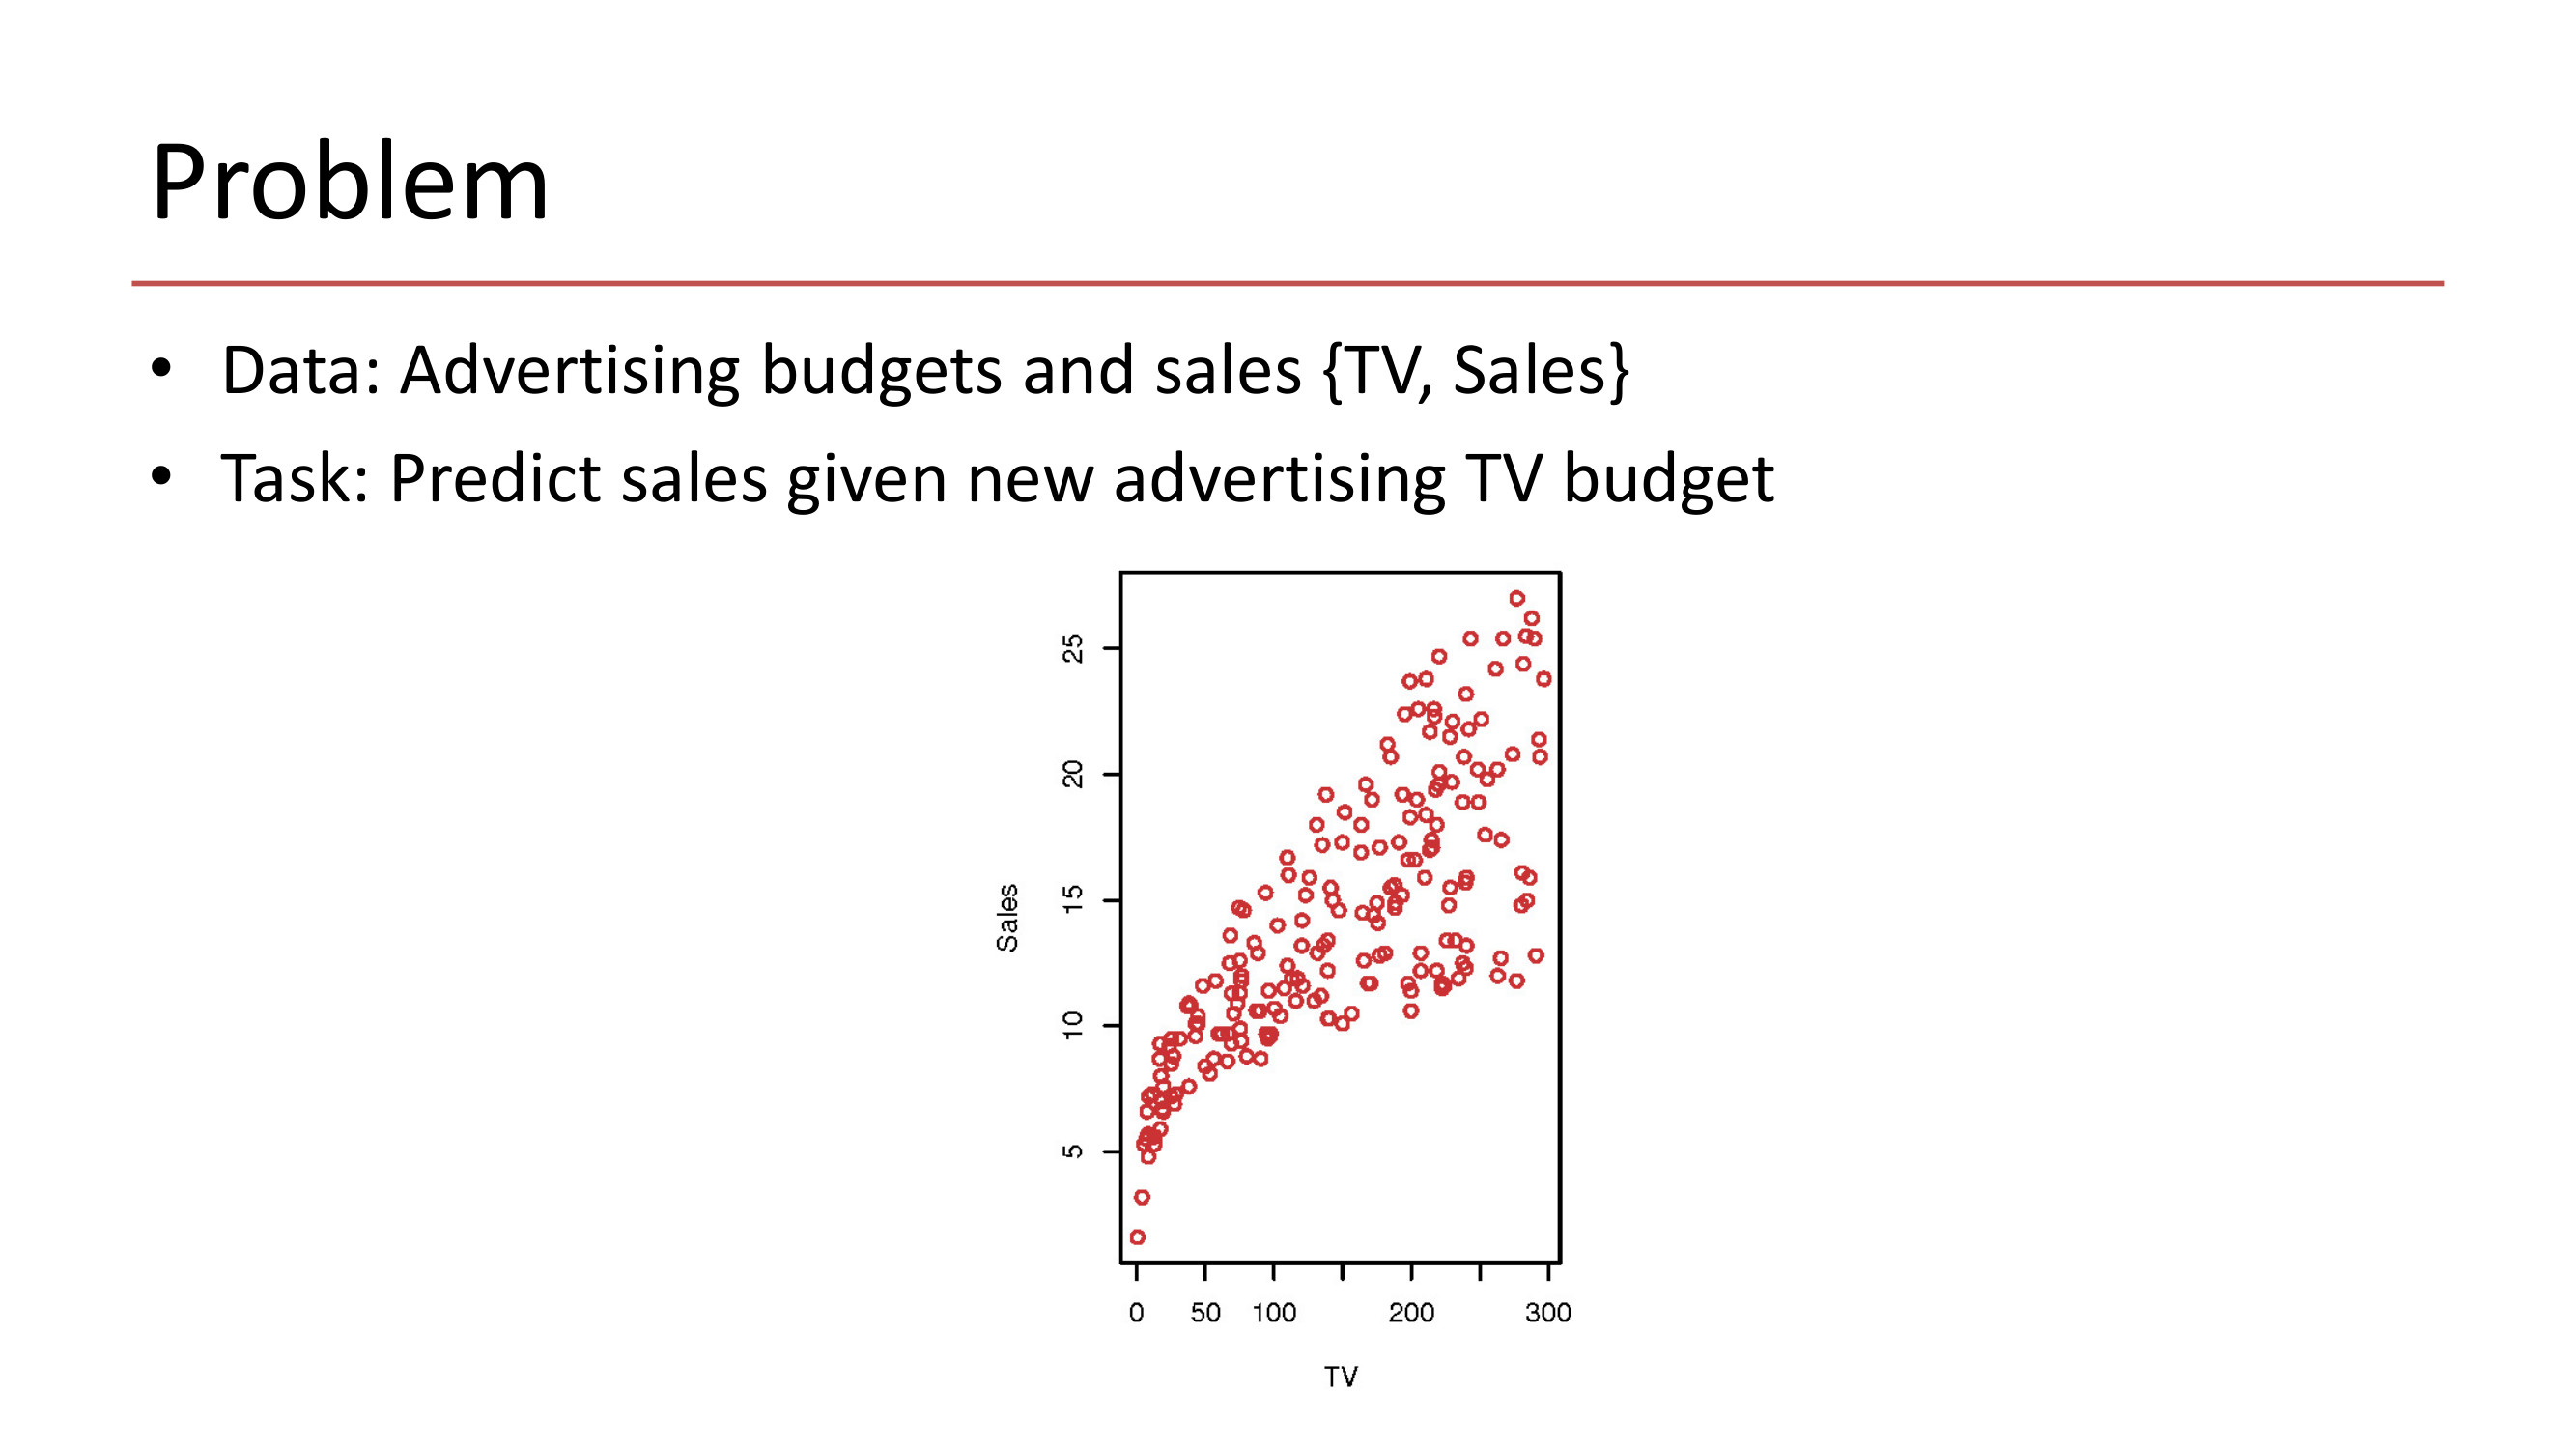 Problem
• Data: Advertising budgets and sales {TV, Sales}
• Task: Predict sales given new advertising TV budget
25
20
15
10
5
Sales
0 50 100 200 300
TV